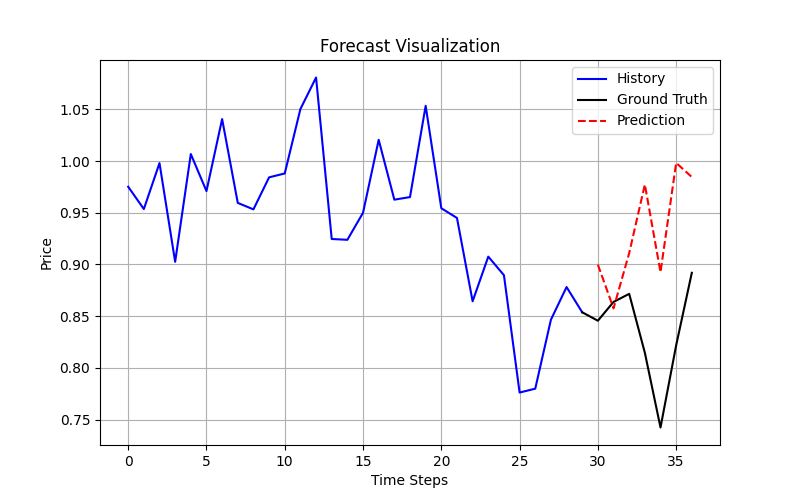 Forecast Visualization
History
Ground Truth
Prediction
Price
1.05
1.00
0.95
0.90
0.85
0.80
0.75
0 5 10 15 20 25 30 35
Time Steps